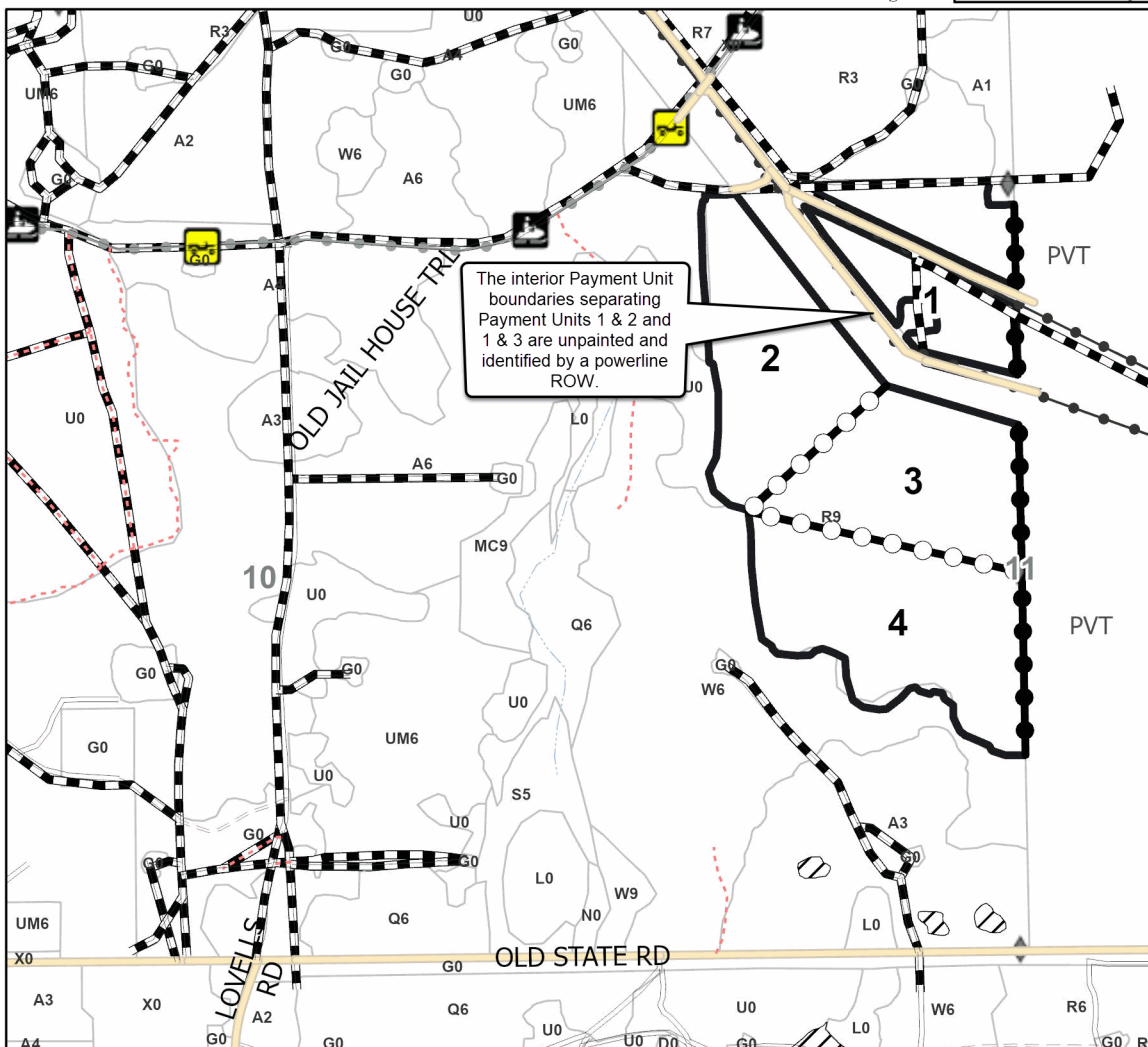 U0
R3
R7
G0
A4
G0
G0
G0
R3
A1
UM6
UM6
A2
W6
A6
G0
G0
PVT
A4
The interior Payment Unit
boundaries separating
Payment Units 1 & 2 and
1 & 3 are unpainted and
identified by a powerline
ROW.
1
2
OLD JAIL HOUSE TRL
U0
U0
A3
L0
A6
G0
3
R9
MC9
10
11
U0
Q6
4
PVT
G0
G0
G0
W6
U0
G0
UM6
U0
S5
U0
A3
G0
G0
G0
G0
L0
W9
UM6
Q6
N0
L0
X0
OLD STATE RD
G0
LOVELLS
RD
A3
X0
A2
Q6
U0
W6
R6
U0
L0
A4
G0
G0
U0
D0
G0
G0
R